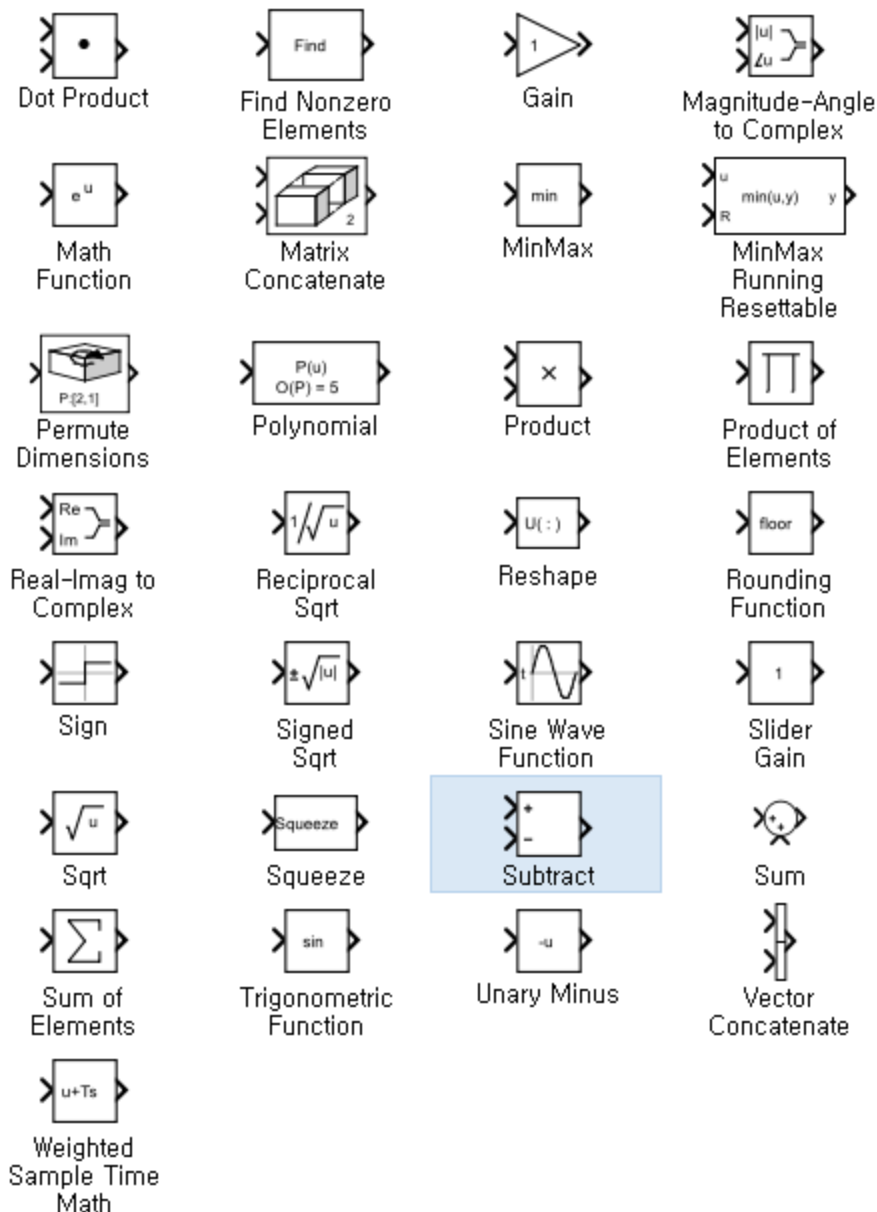 Find
1
|u|
∠u
Dot Product
Find Nonzero
Elements
Gain
Magnitude-Angle
to Complex
e^u
2
min
u
R
min(u,y)
y
Math
Function
Matrix
Concatenate
MinMax
MinMax
Running
Resettable
P:[2,1]
P(u)
O(P) = 5
×
∏
Permute
Dimensions
Polynomial
Product
Product of
Elements
Re
Im
1/√u
U( : )
floor
Real-Imag to
Complex
Reciprocal
Sqrt
Reshape
Rounding
Function
±√|u|
t
1
Sign
Signed
Sqrt
Sine Wave
Function
Slider
Gain
√u
Squeeze
+
−
+
+
Sqrt
Squeeze
Subtract
Sum
∑
sin
-u
Sum of
Elements
Trigonometric
Function
Unary Minus
Vector
Concatenate
u+Ts
Weighted
Sample Time
Math